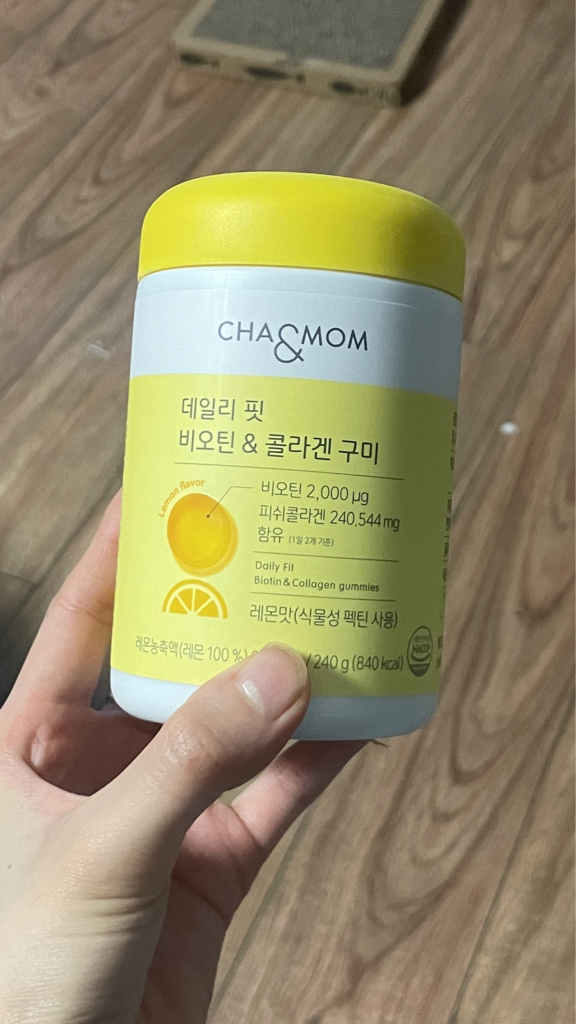 CHA&MOM
데일리 핏
비오틴 & 콜라겐 구미
Lemon flavor
비오틴 2,000 µg
피쉬콜라겐 240.544 mg
함유 (1일 2개 기준)
Daily Fit
Biotin & Collagen gummies
레몬맛(식물성 펙틴 사용)
레몬농축액(레몬 100 %) / 240 g (840 kcal)
HACCP